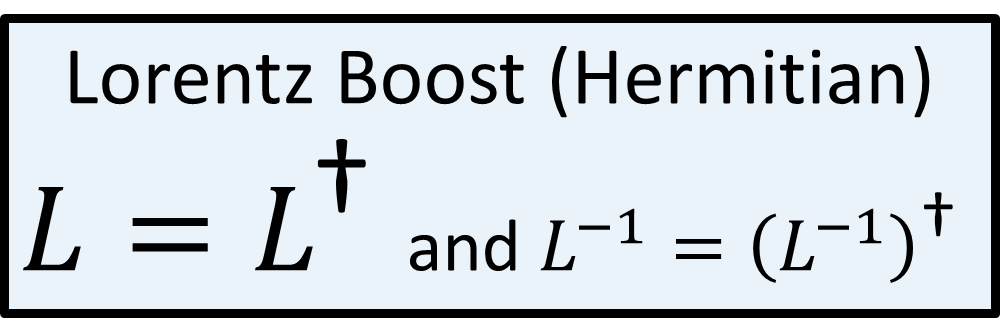 Lorentz Boost (Hermitian)
L = L† and L⁻¹ = (L⁻¹)†